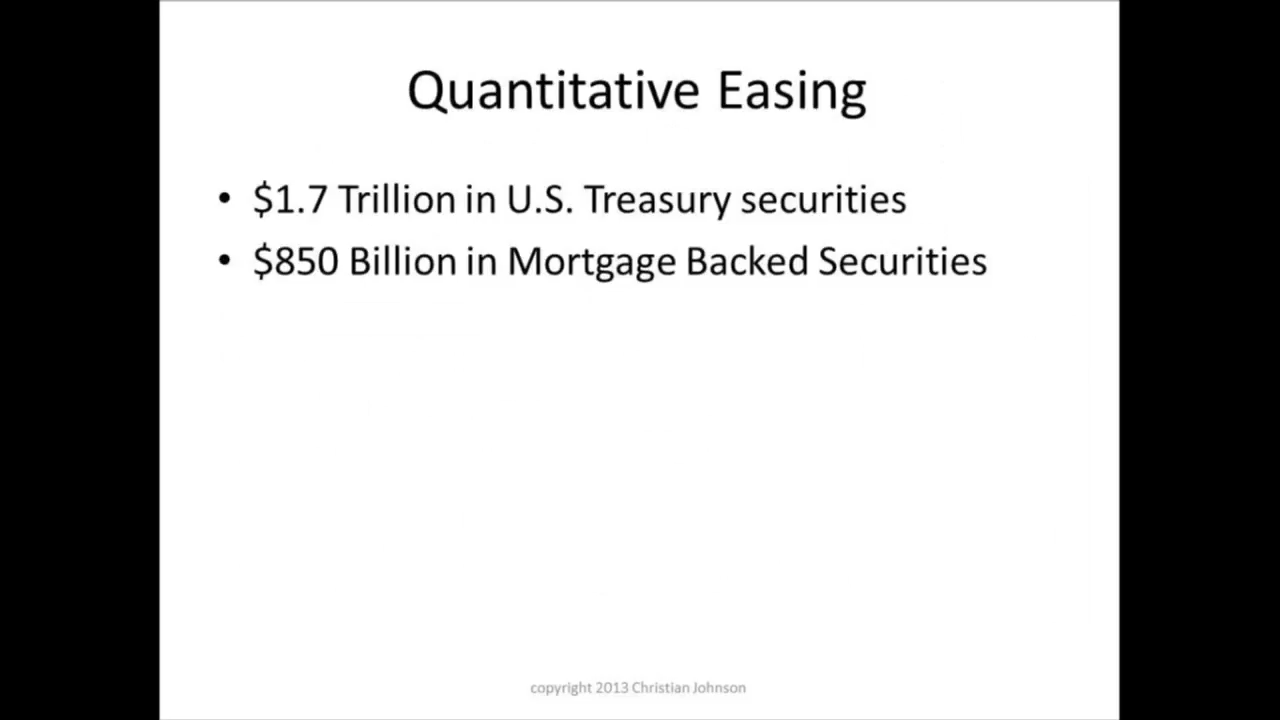 Quantitative Easing
• $1.7 Trillion in U.S. Treasury securities
• $850 Billion in Mortgage Backed Securities
copyright 2013 Christian Johnson